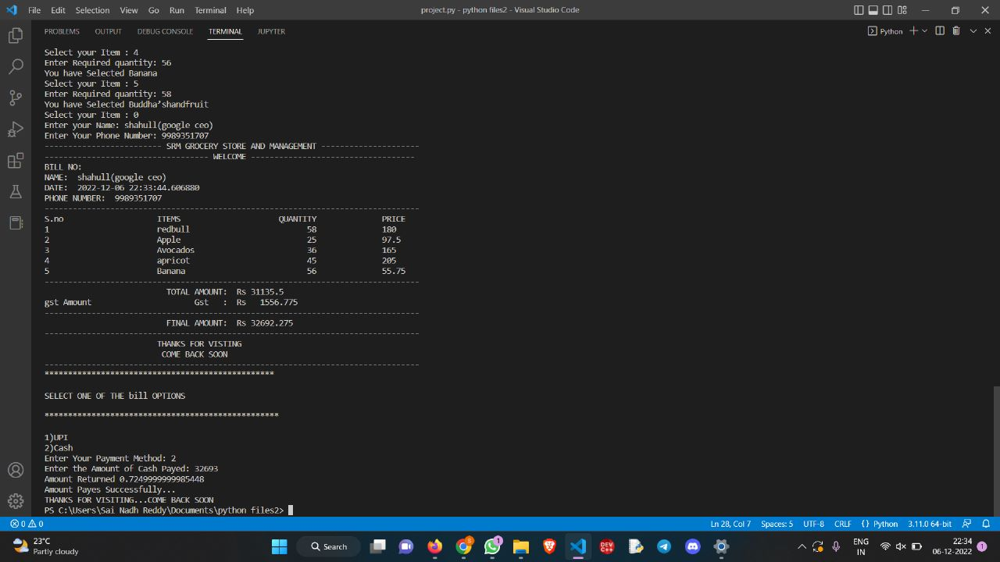 File Edit Selection View Go Run Terminal Help project.py - python files2 - Visual Studio Code
PROBLEMS OUTPUT DEBUG CONSOLE TERMINAL JUPYTER Python
Select your Item : 4
Enter Required quantity: 56
You have Selected Banana
Select your Item : 5
Enter Required quantity: 58
You have Selected Buddha’shandfruit
Select your Item : 0
Enter your Name: shahull(google ceo)
Enter Your Phone Number: 9989351707
------------------------- SRM GROCERY STORE AND MANAGEMENT ---------------------
----------------------------------- WELCOME -----------------------------------
BILL NO:
NAME: shahull(google ceo)
DATE: 2022-12-06 22:33:44.606880
PHONE NUMBER: 9989351707
--------------------------------------------------------------------------------
S.no ITEMS QUANTITY PRICE
1 redbull 58 180
2 Apple 25 97.5
3 Avocados 36 165
4 apricot 45 205
5 Banana 56 55.75
--------------------------------------------------------------------------------
TOTAL AMOUNT: Rs 31135.5
gst Amount Gst : Rs 1556.775
--------------------------------------------------------------------------------
FINAL AMOUNT: Rs 32692.275
--------------------------------------------------------------------------------
THANKS FOR VISTING
COME BACK SOON
--------------------------------------------------------------------------------
*************************************************
SELECT ONE OF THE bill OPTIONS
**************************************************
1)UPI
2)Cash
Enter Your Payment Method: 2
Enter the Amount of Cash Payed: 32693
Amount Returned 0.7249999999985448
Amount Payes Successfully...
THANKS FOR VISITING...COME BACK SOON
PS C:\Users\Sai Nadh Reddy\Documents\python files2>
0 0 Ln 28, Col 7 Spaces: 5 UTF-8 CRLF {} Python 3.11.0 64-bit
23°C
Partly cloudy
Search
S
1
DEV
C++
ENG
IN
22:34
06-12-2022
1